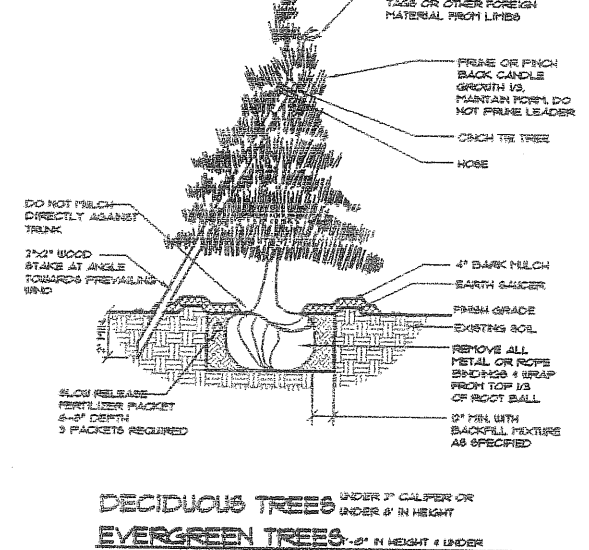 TAGS OR OTHER FOREIGN
MATERIAL FROM LIMBS
PRUNE OR PINCH
BACK CANDLE
GROWTH 1/3,
MAINTAIN FORM, DO
NOT PRUNE LEADER
CINCH TIE TREE
HOSE
DO NOT MULCH
DIRECTLY AGAINST
TRUNK
2"x2" WOOD
STAKE AT ANGLE
TOWARDS PREVAILING
WIND
4" BARK MULCH
EARTH SAUCER
FINISH GRADE
EXISTING SOIL
REMOVE ALL
METAL OR ROPE
BINDINGS & WRAP
FROM TOP 1/3
OF ROOT BALL
SLOW RELEASE
FERTILIZER PACKET
6-8" DEPTH
3 PACKETS REQUIRED
MIN. WITH
BACKFILL MIXTURE
AS SPECIFIED
DECIDUOUS TREES UNDER 2" CALIPER OR
UNDER 6' IN HEIGHT
EVERGREEN TREES IN HEIGHT & UNDER